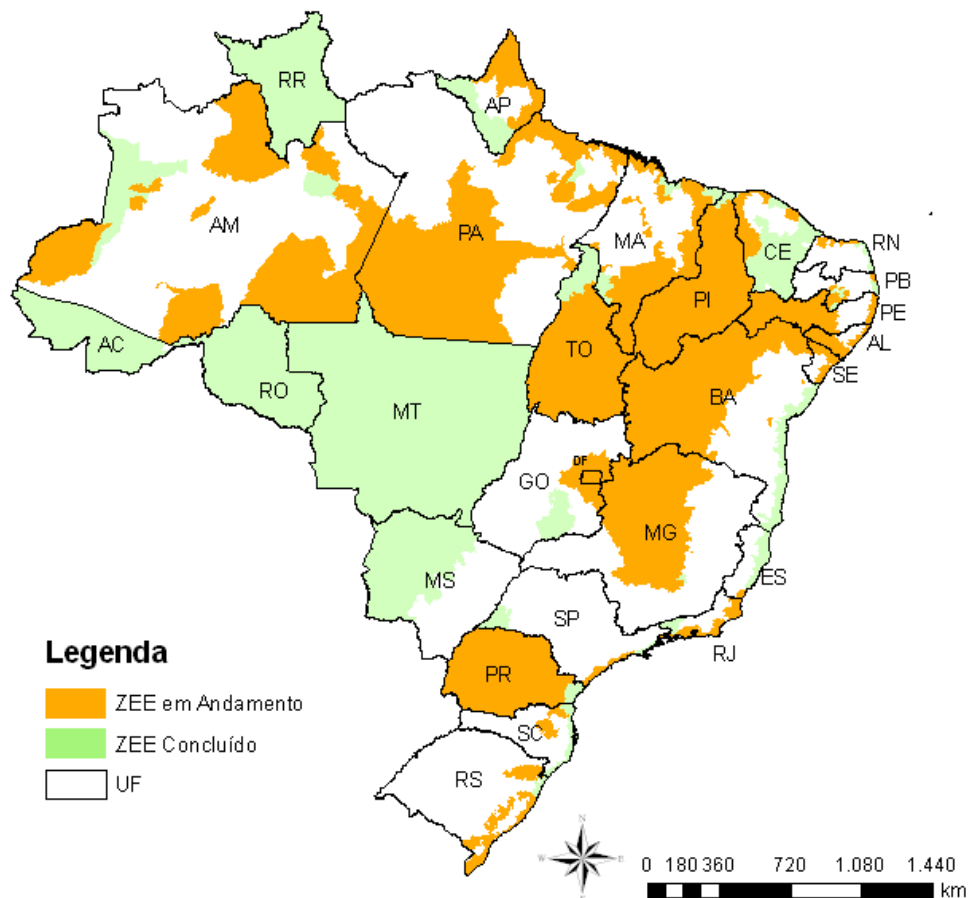 RR
AP
AM
PA
MA
CE
RN
PB
PI
PE
AC
TO
AL
RO
SE
MT
BA
DF
GO
MG
MS
ES
SP
RJ
PR
SC
RS
Legenda
ZEE em Andamento
ZEE Concluído
UF
N
W E
S
0 180 360 720 1.080 1.440
km